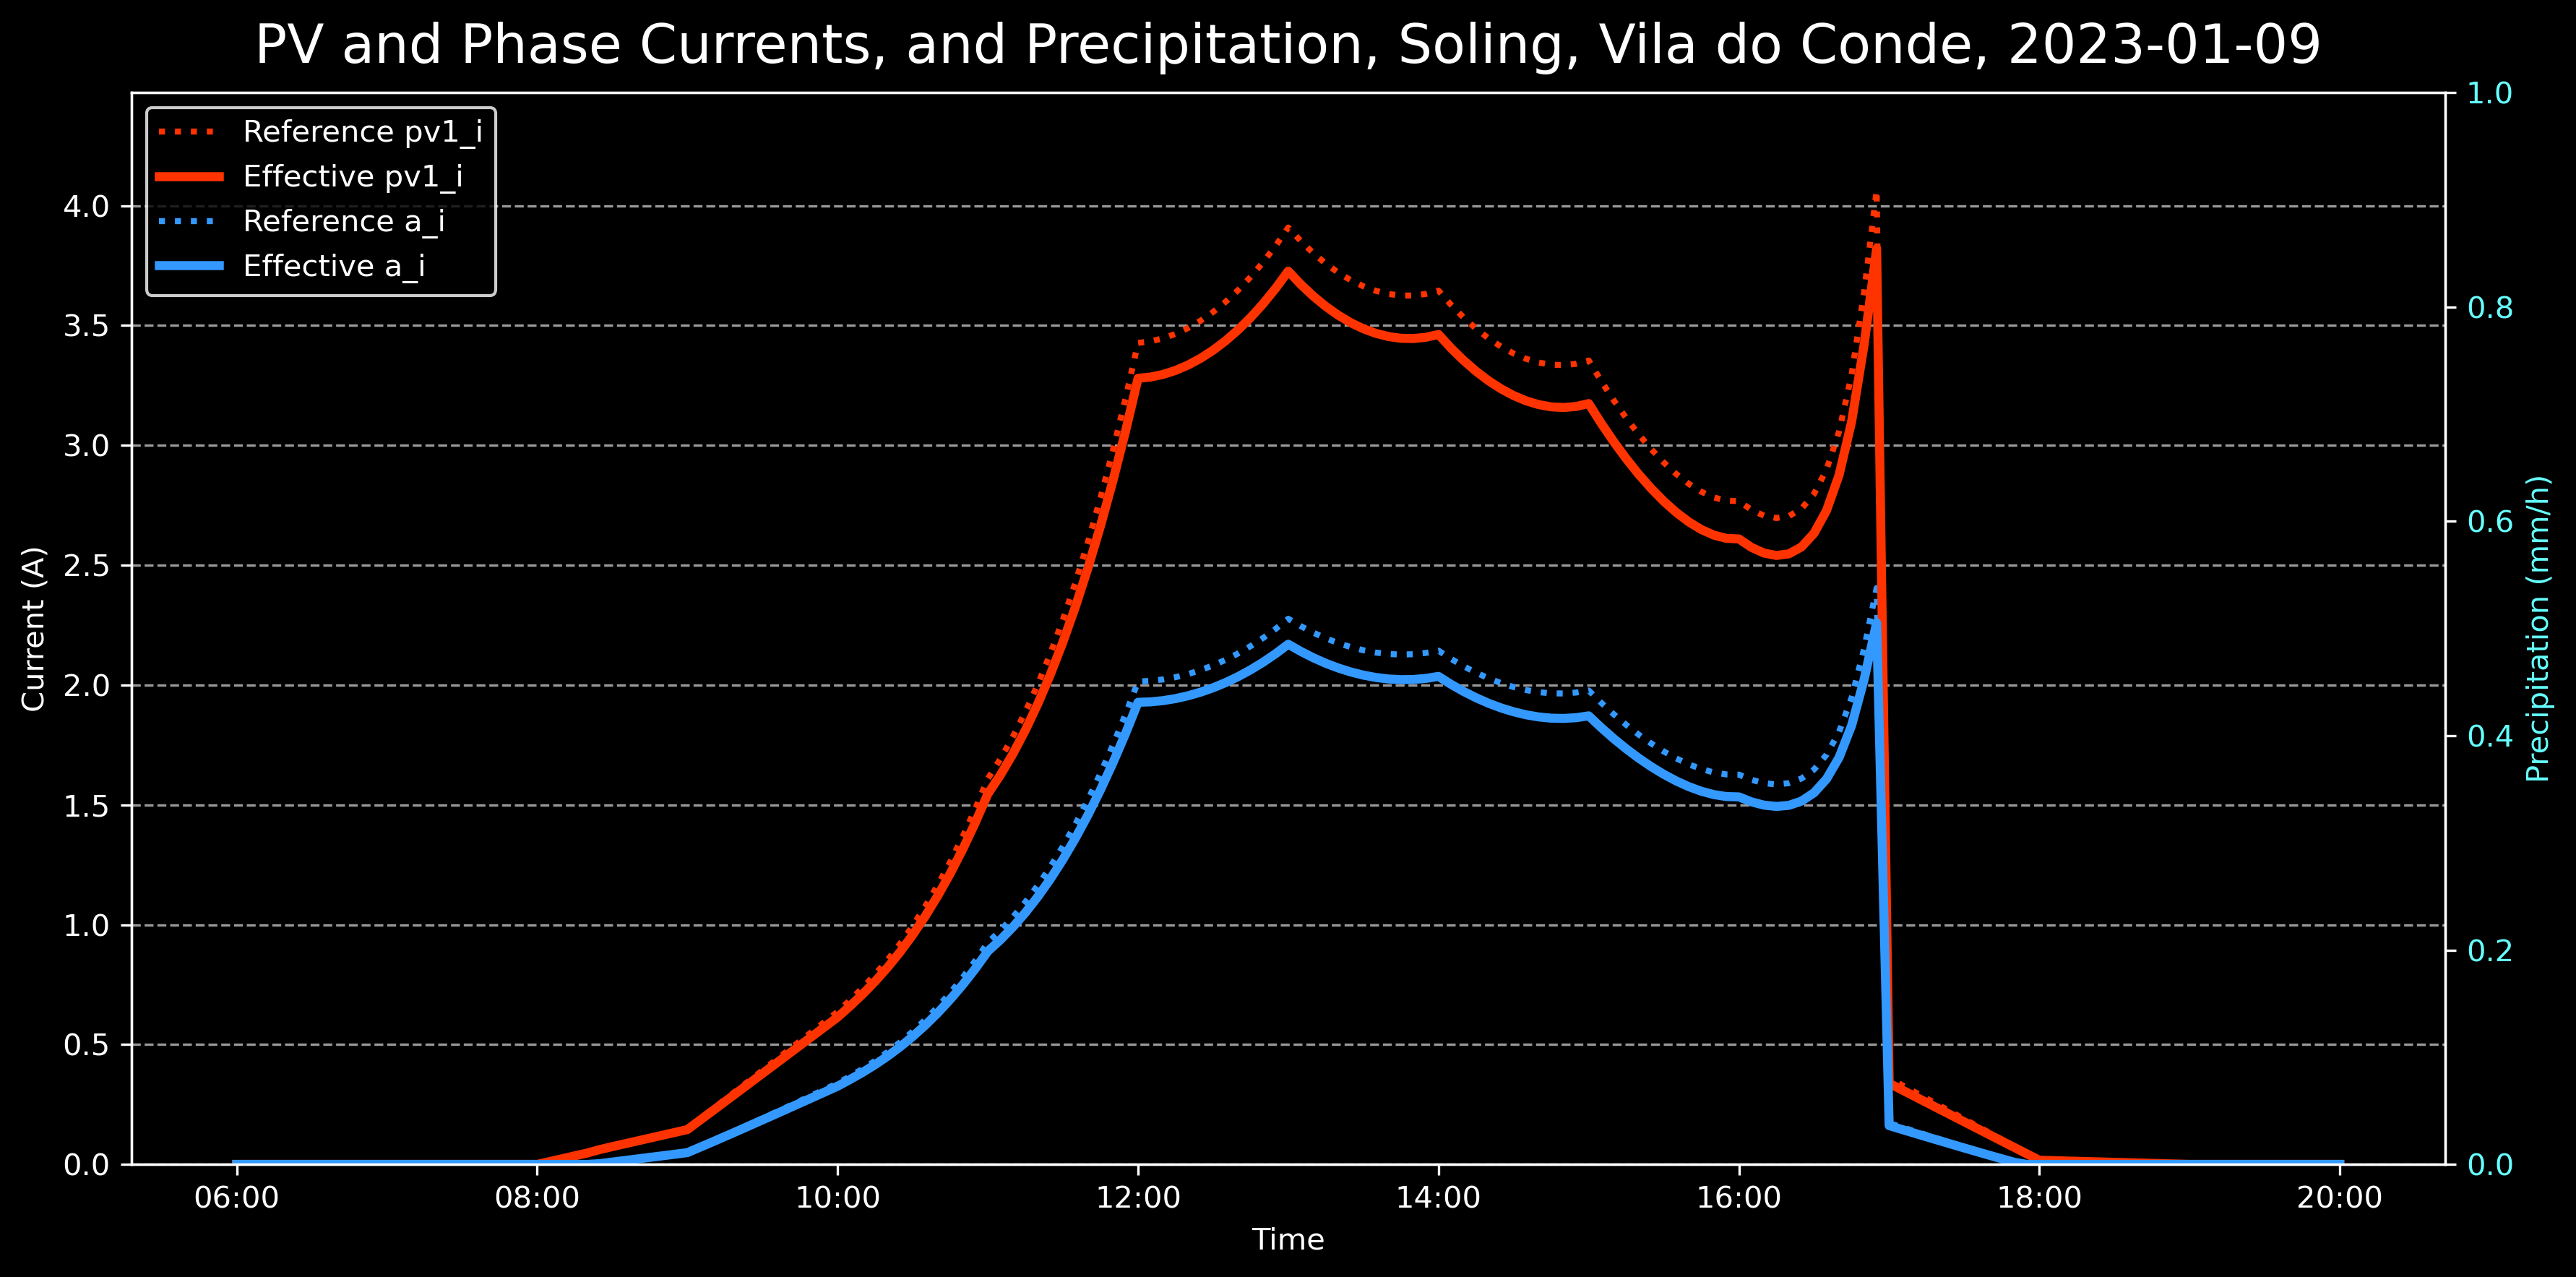 PV and Phase Currents, and Precipitation, Soling, Vila do Conde, 2023-01-09
Reference pv1_i
Effective pv1_i
Reference a_i
Effective a_i
Current (A)
4.0
3.5
3.0
2.5
2.0
1.5
1.0
0.5
0.0
1.0
0.8
0.6
0.4
0.2
0.0
Precipitation (mm/h)
06:00 08:00 10:00 12:00 14:00 16:00 18:00 20:00
Time